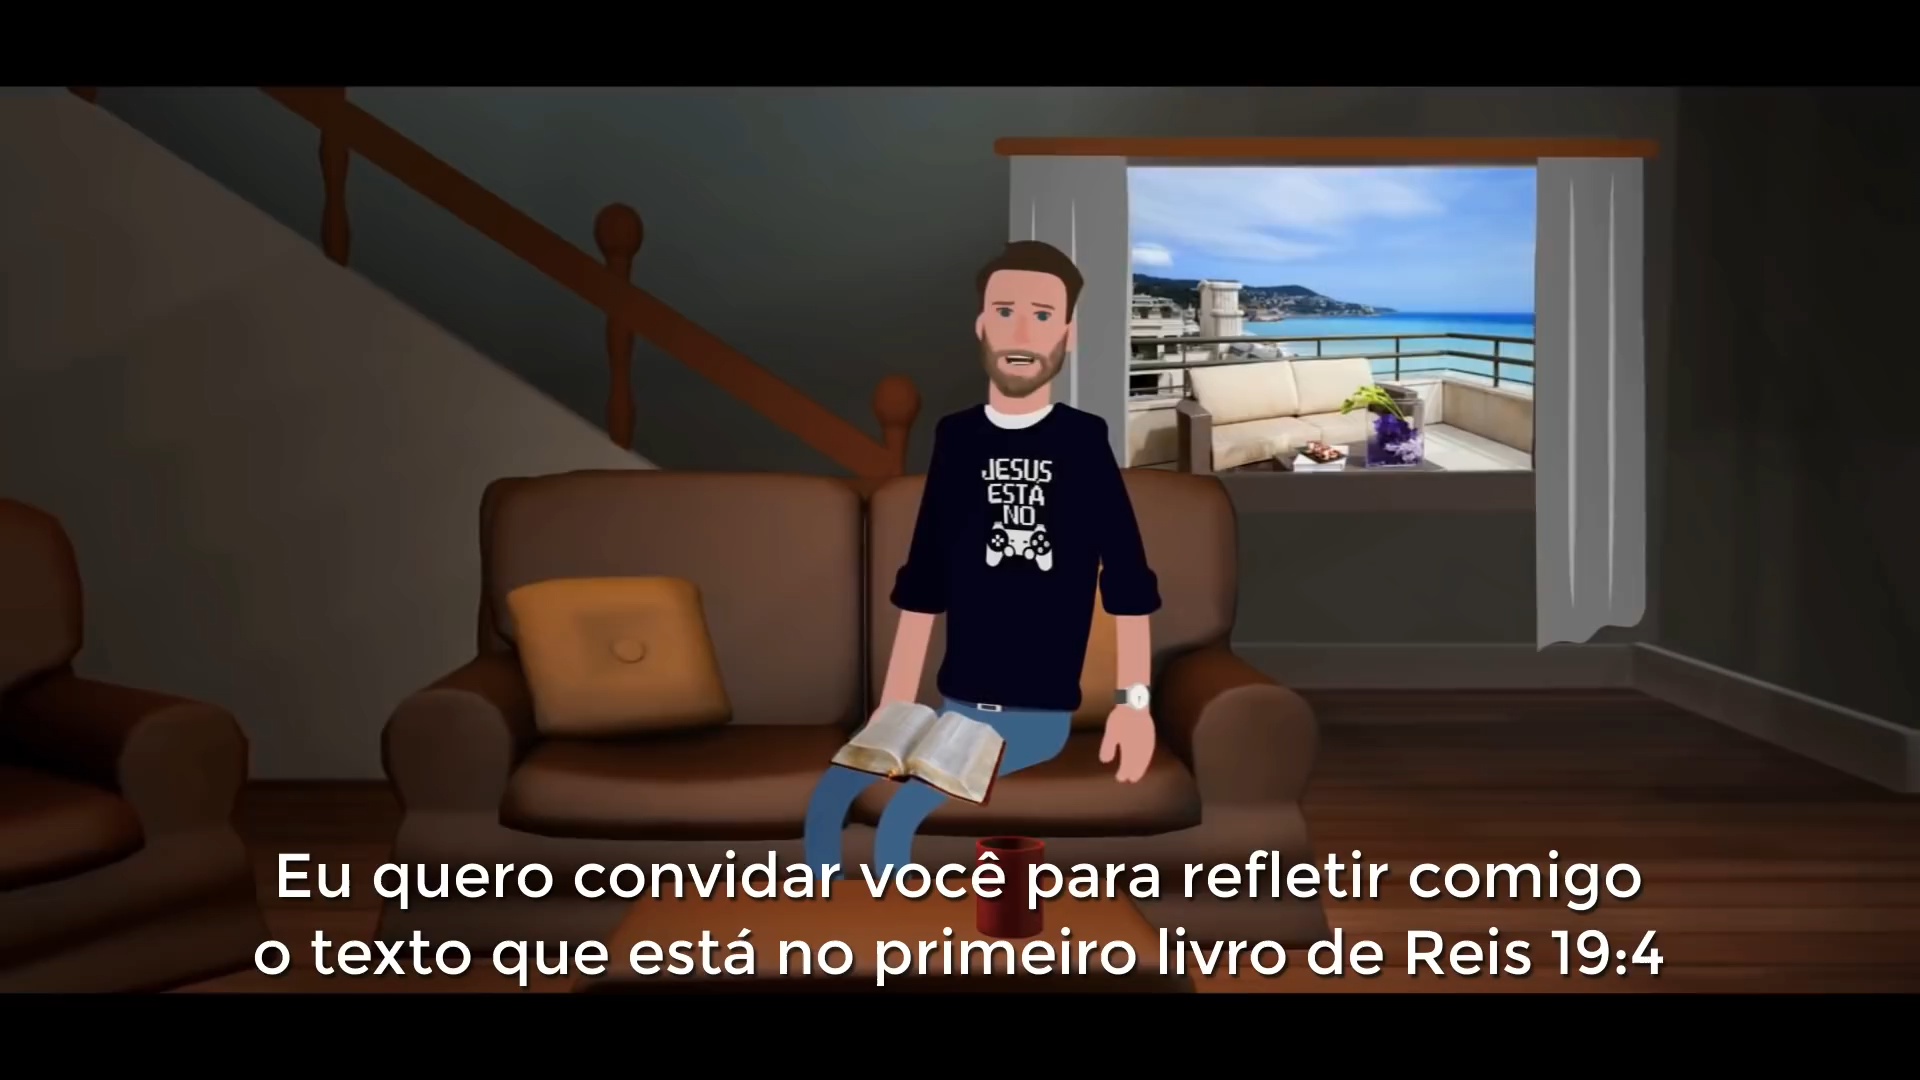 JESUS
ESTÁ
NO
Eu quero convidar você para refletir comigo
o texto que está no primeiro livro de Reis 19:4